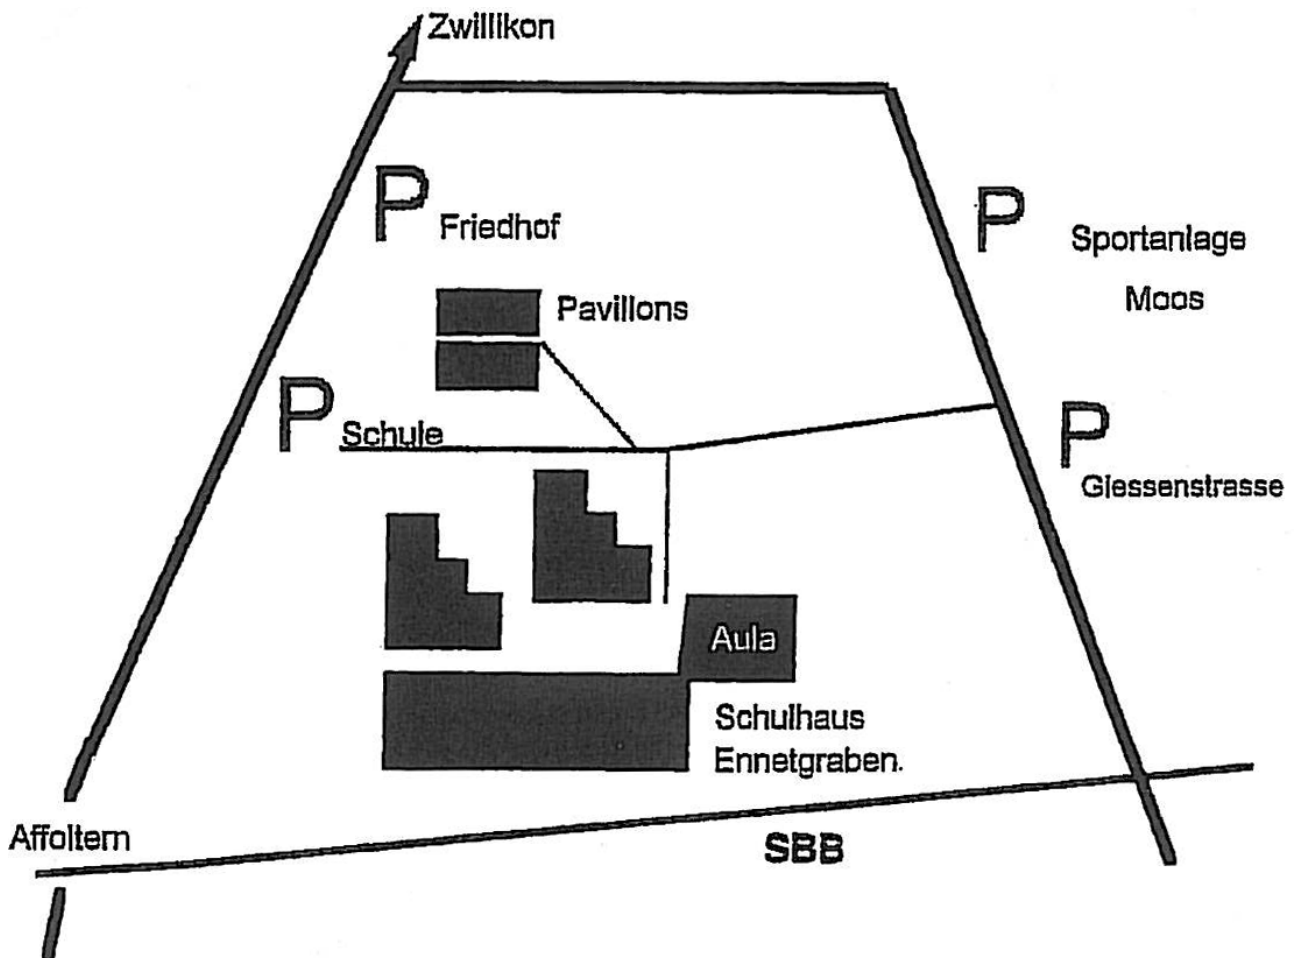 Zwillikon
P
Friedhof
P
Sportanlage
Moos
Pavillons
P
Schule
P
Giessenstrasse
Aula
Schulhaus
Ennetgraben.
Affoltern
SBB